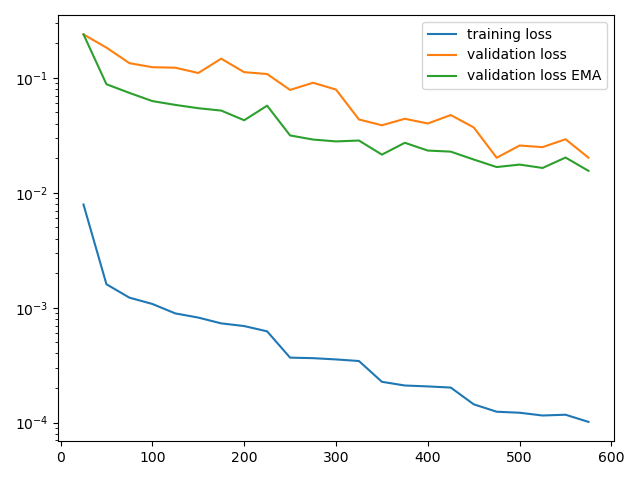 training loss
validation loss
validation loss EMA
10⁻¹
10⁻²
10⁻³
10⁻⁴
0 100 200 300 400 500 600